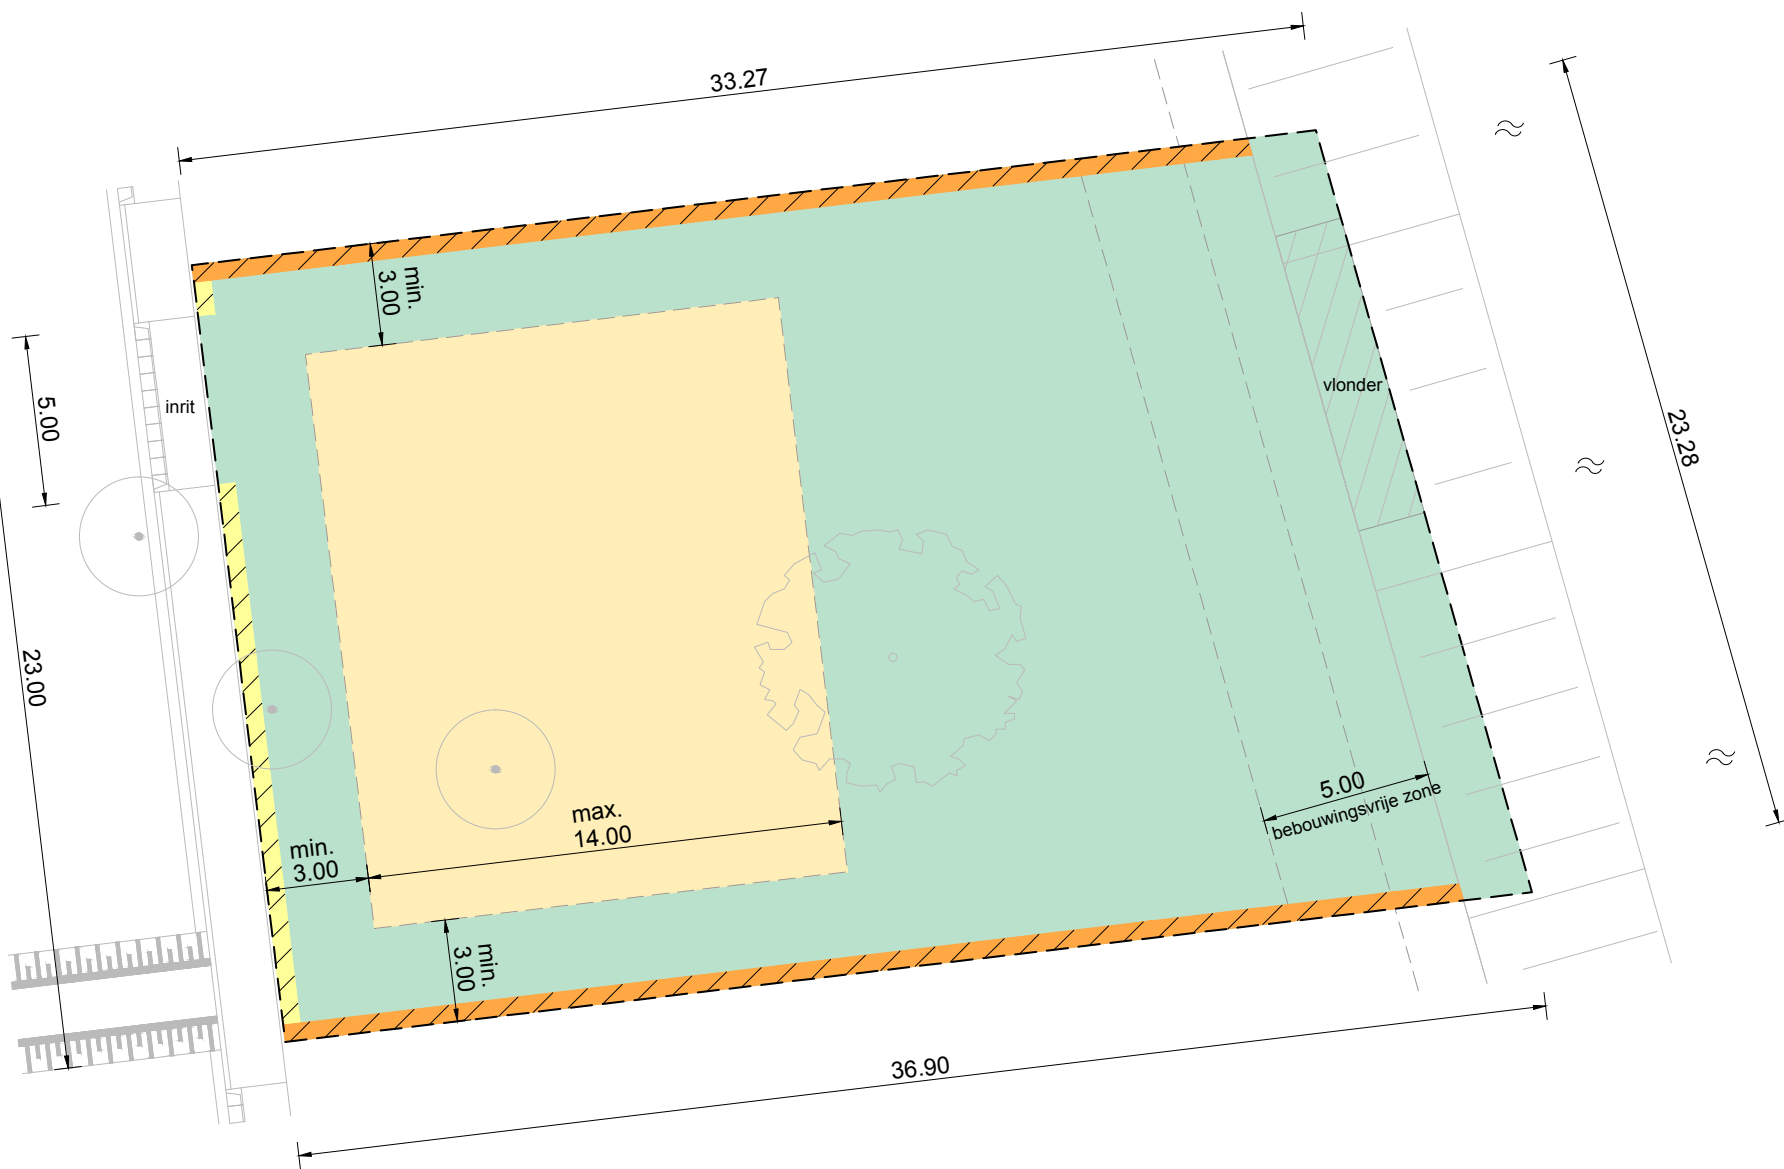 33.27
min.
3.00
inrit
5.00
vlonder
23.28
23.00
max.
14.00
min.
3.00
5.00
bebouwingsvrije zone
min.
3.00
36.90